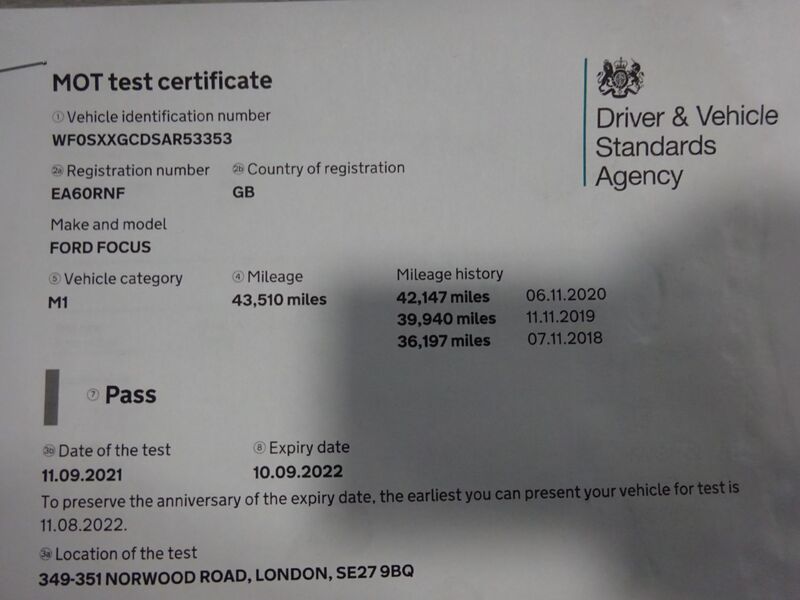 MOT test certificate
① Vehicle identification number
WF0SXXGCDSAR53353
2a Registration number 2b Country of registration
EA60RNF GB
Make and model
FORD FOCUS
⑤ Vehicle category ④ Mileage Mileage history
M1 43,510 miles 42,147 miles 06.11.2020
39,940 miles 11.11.2019
36,197 miles 07.11.2018
⑦ Pass
3b Date of the test ⑧ Expiry date
11.09.2021 10.09.2022
To preserve the anniversary of the expiry date, the earliest you can present your vehicle for test is
11.08.2022.
3a Location of the test
349-351 NORWOOD ROAD, LONDON, SE27 9BQ
Driver & Vehicle
Standards
Agency